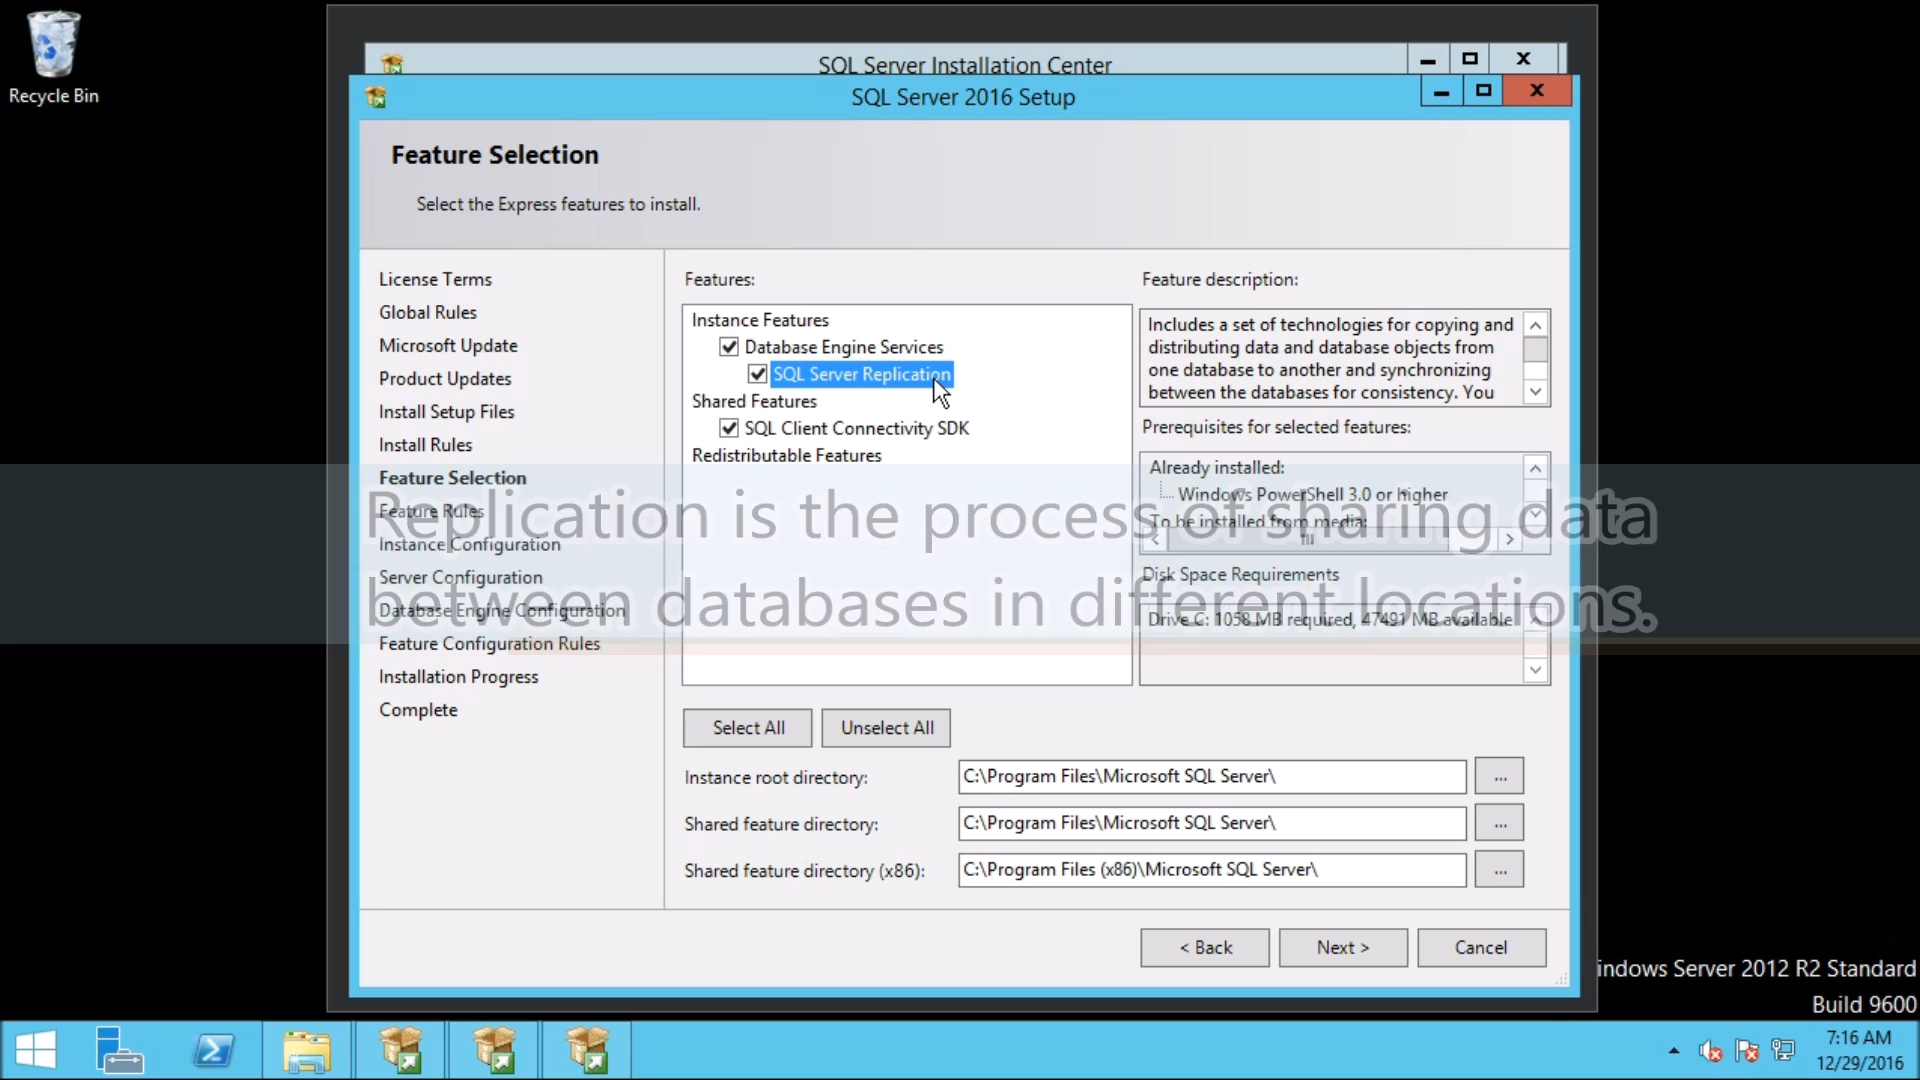 Recycle Bin
SQL Server Installation Center
SQL Server 2016 Setup
Feature Selection
Select the Express features to install.
License Terms
Global Rules
Microsoft Update
Product Updates
Install Setup Files
Install Rules
Feature Selection
Feature Rules
Instance Configuration
Server Configuration
Database Engine Configuration
Feature Configuration Rules
Installation Progress
Complete
Features:
Instance Features
Database Engine Services
SQL Server Replication
Shared Features
SQL Client Connectivity SDK
Redistributable Features
Feature description:
Includes a set of technologies for copying and
distributing data and database objects from
one database to another and synchronizing
between the databases for consistency. You
Prerequisites for selected features:
Already installed:
Windows PowerShell 3.0 or higher
To be installed from media:
Disk Space Requirements
Drive C: 1058 MB required, 47491 MB available
Replication is the process of sharing data
between databases in different locations.
Select All
Unselect All
Instance root directory:
C:\Program Files\Microsoft SQL Server\
...
Shared feature directory:
C:\Program Files\Microsoft SQL Server\
...
Shared feature directory (x86):
C:\Program Files (x86)\Microsoft SQL Server\
...
< Back
Next >
Cancel
indows Server 2012 R2 Standard
Build 9600
7:16 AM
12/29/2016